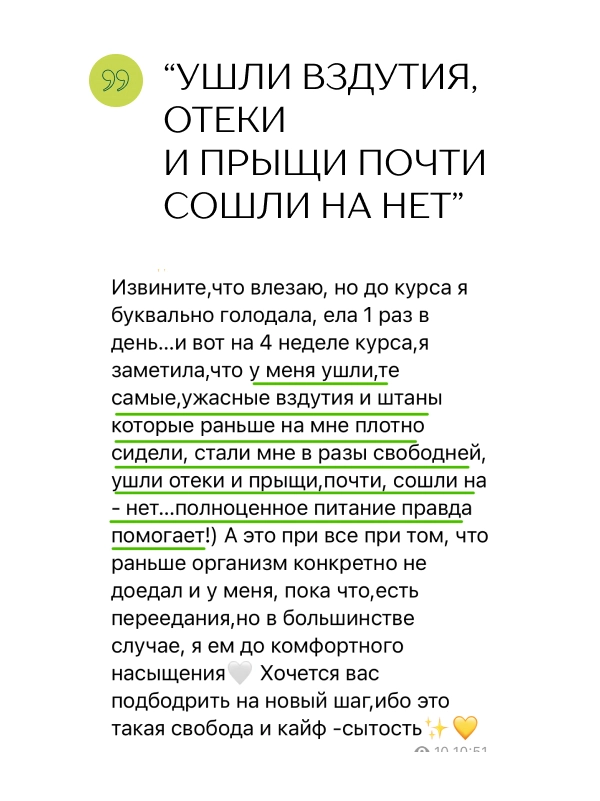 “УШЛИ ВЗДУТИЯ,
ОТЕКИ
И ПРЫЩИ ПОЧТИ
СОШЛИ НА НЕТ”
Извините,что влезаю, но до курса я
буквально голодала, ела 1 раз в
день...и вот на 4 неделе курса,я
заметила,что у меня ушли,те
самые,ужасные вздутия и штаны
которые раньше на мне плотно
сидели, стали мне в разы свободней,
ушли отеки и прыщи,почти, сошли на
- нет...полноценное питание правда
помогает!) А это при все при том, что
раньше организм конкретно не
доедал и у меня, пока что,есть
переедания,но в большинстве
случае, я ем до комфортного
насыщения🤍 Хочется вас
подбодрить на новый шаг,ибо это
такая свобода и кайф -сытость✨💛
10 10:51